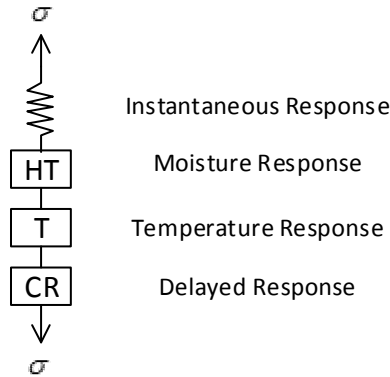 σ
Instantaneous Response
HT Moisture Response
T Temperature Response
CR Delayed Response
σ